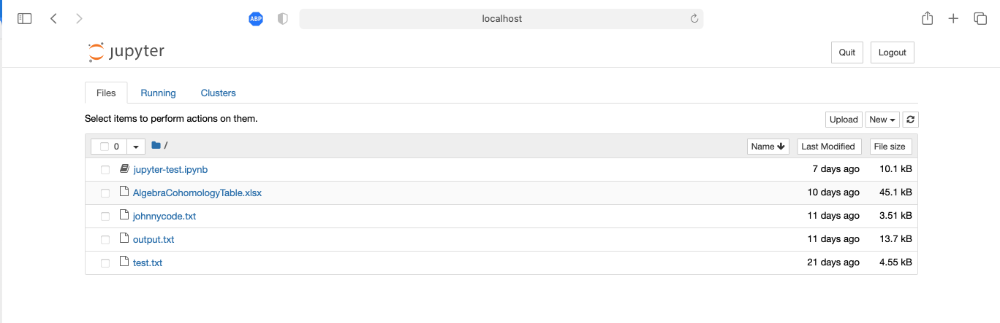 ABP localhost
jupyter Quit Logout
Files Running Clusters
Select items to perform actions on them. Upload New
0 / Name Last Modified File size
jupyter-test.ipynb 7 days ago 10.1 kB
AlgebraCohomologyTable.xlsx 10 days ago 45.1 kB
johnnycode.txt 11 days ago 3.51 kB
output.txt 11 days ago 13.7 kB
test.txt 21 days ago 4.55 kB